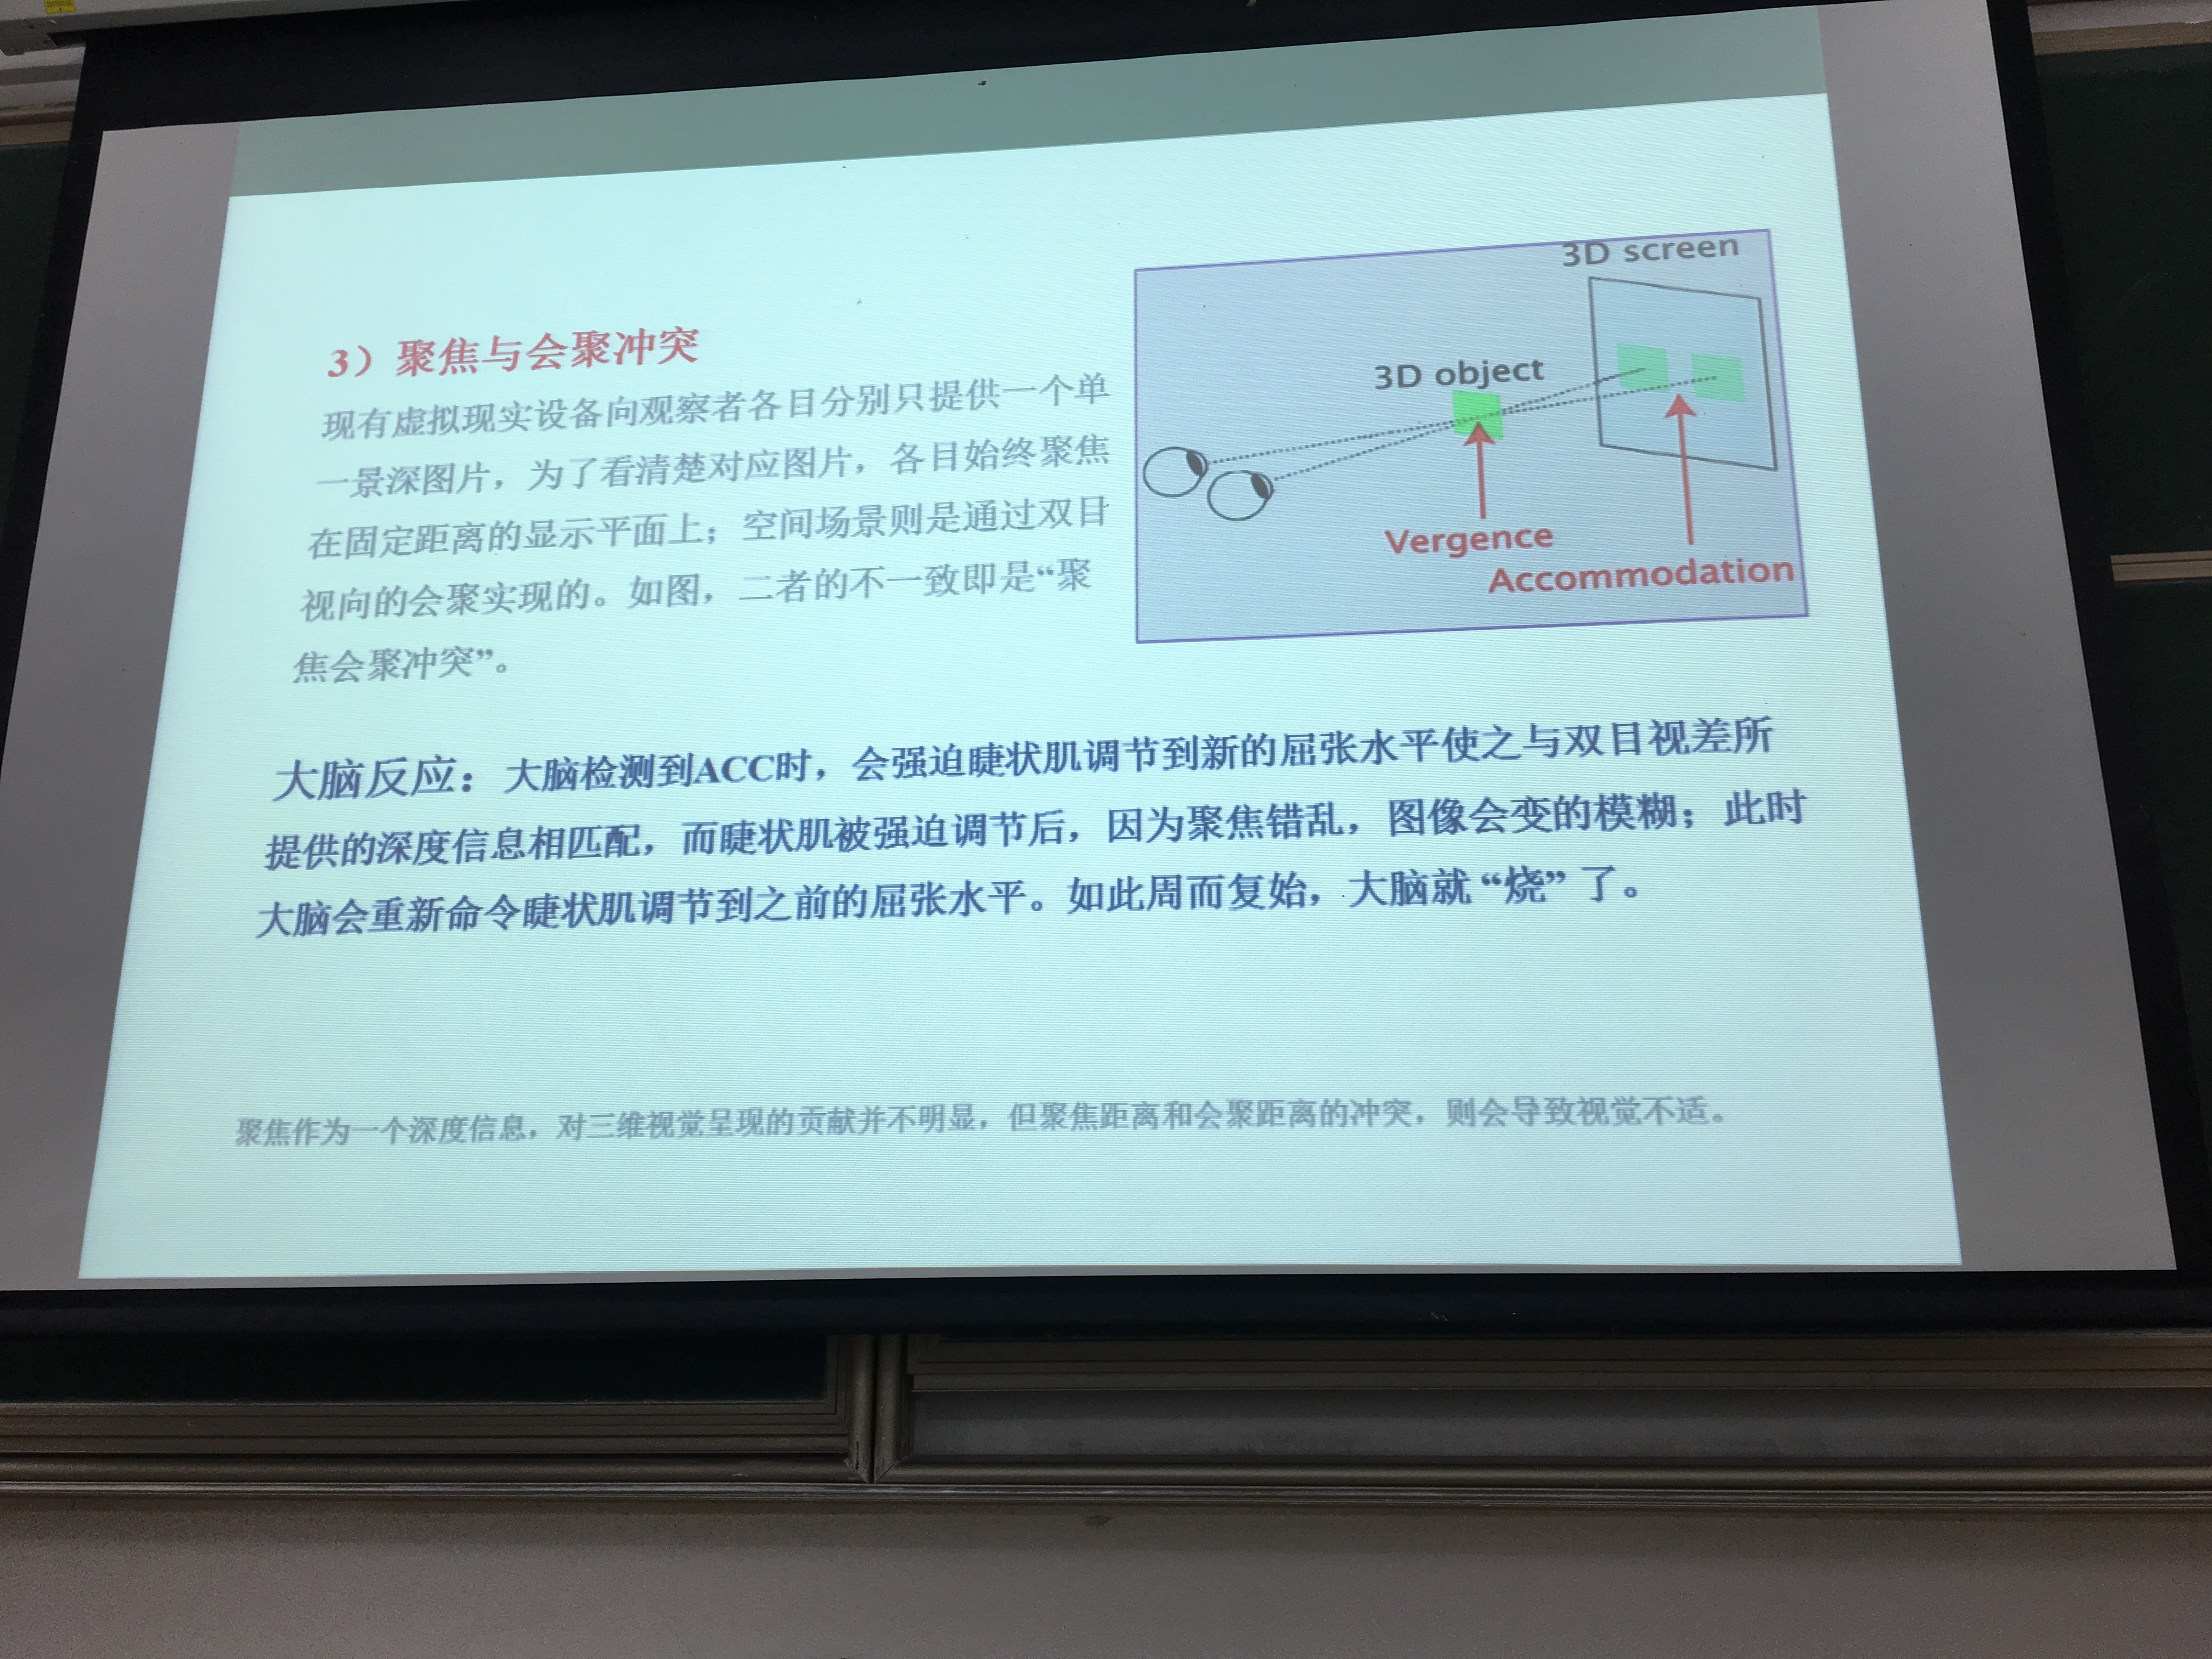 3）聚焦与会聚冲突
现有虚拟现实设备向观察者各目分别只提供一个单
一景深图片，为了看清楚对应图片，各目始终聚焦
在固定距离的显示平面上；空间场景则是通过双目
视向的会聚实现的。如图，二者的不一致即是“聚
焦会聚冲突”。
3D screen
3D object
Vergence
Accommodation
大脑反应：大脑检测到ACC时，会强迫睫状肌调节到新的屈张水平使之与双目视差所
提供的深度信息相匹配，而睫状肌被强迫调节后，因为聚焦错乱，图像会变的模糊；此时
大脑会重新命令睫状肌调节到之前的屈张水平。如此周而复始，大脑就“烧”了。
聚焦作为一个深度信息，对三维视觉呈现的贡献并不明显，但聚焦距离和会聚距离的冲突，则会导致视觉不适。